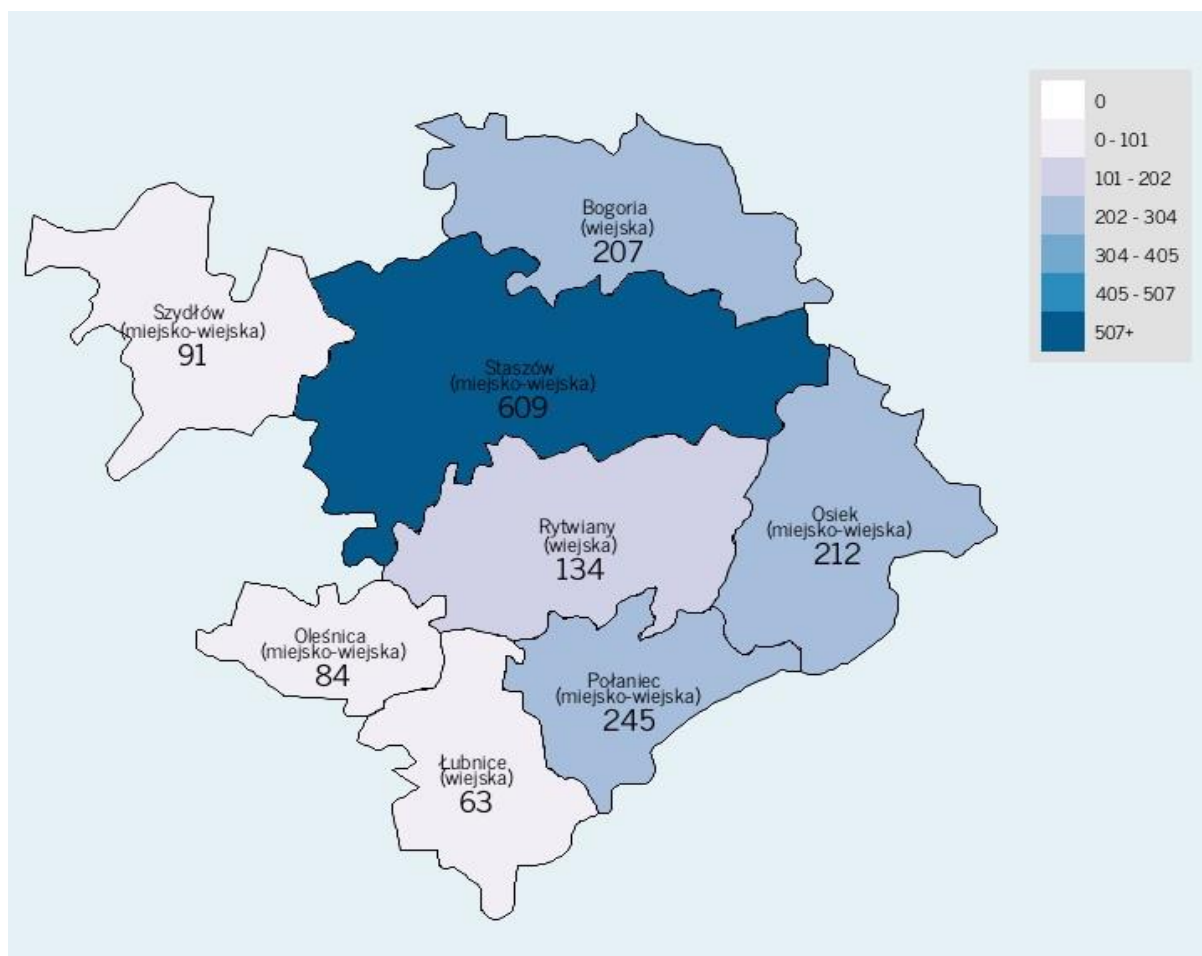 0
0 - 101
101 - 202
202 - 304
304 - 405
405 - 507
507+
Bogoria
(wiejska)
207
Szydłów
(miejsko-wiejska)
91
Staszów
(miejsko-wiejska)
609
Osiek
(miejsko-wiejska)
212
Rytwiany
(wiejska)
134
Oleśnica
(miejsko-wiejska)
84
Połaniec
(miejsko-wiejska)
245
Łubnice
(wiejska)
63